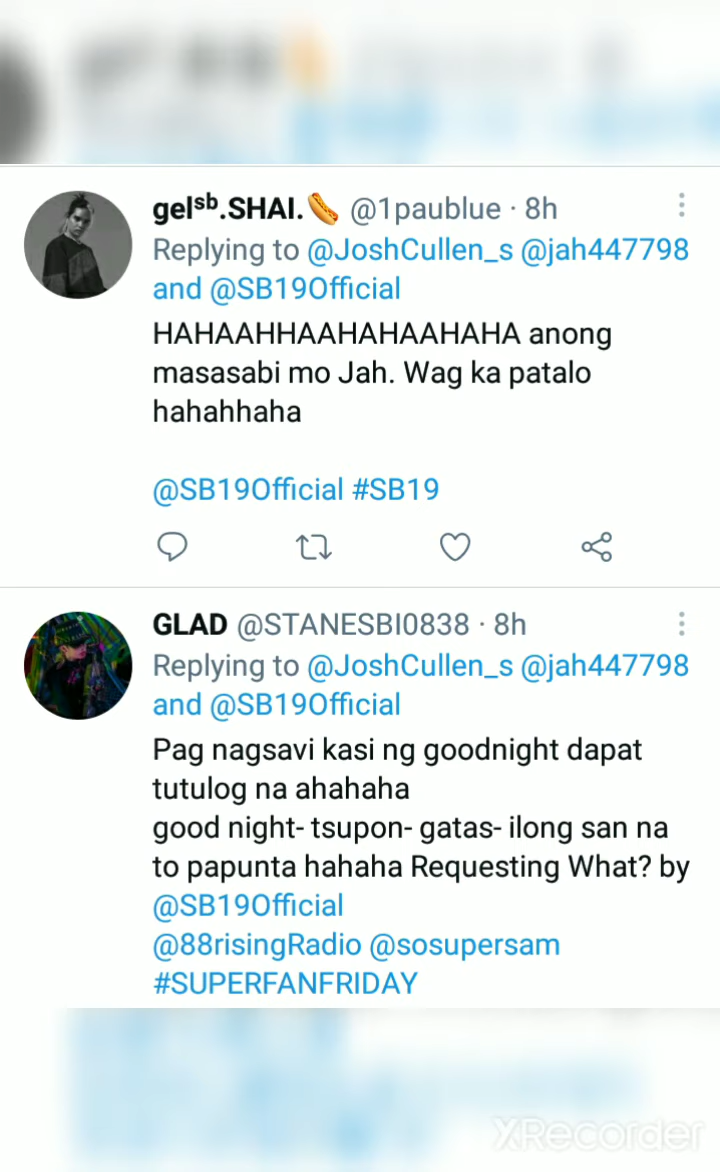 gelˢᵇ.SHAI.🌭 @1paublue · 8h
Replying to @JoshCullen_s @jah447798
and @SB19Official
HAHAAHHAAHAHAAHAHA anong
masasabi mo Jah. Wag ka patalo
hahahhaha
@SB19Official #SB19
GLAD @STANESBI0838 · 8h
Replying to @JoshCullen_s @jah447798
and @SB19Official
Pag nagsavi kasi ng goodnight dapat
tutulog na ahahaha
good night- tsupon- gatas- ilong san na
to papunta hahaha Requesting What? by
@SB19Official
@88risingRadio @sosupersam
#SUPERFANFRIDAY
XRecorder